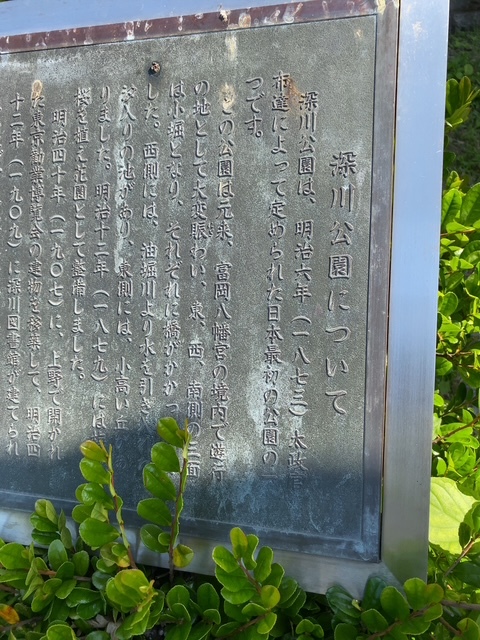 深川公園について
深川公園は、明治六年（一八七三）太政官
布達によって定められた日本最初の公園の
つです。
この公園は元来、富岡八幡宮の境内で遊行
の地として大変賑わい、東、西、南側の三面
は小堀となり、それぞれに橋がかかっ
した。西側には、油堀川より水を引き
入りの池があり、東側には、小高い丘
りました。明治十二年（一八七九）には
桜を植え花園として整備しました。
明治四十年（一九〇七）に、上野で開かれ
た東京勧業博覧会の建物を移築して、明治四
十二年（一九〇九）に深川図書館が建てられ